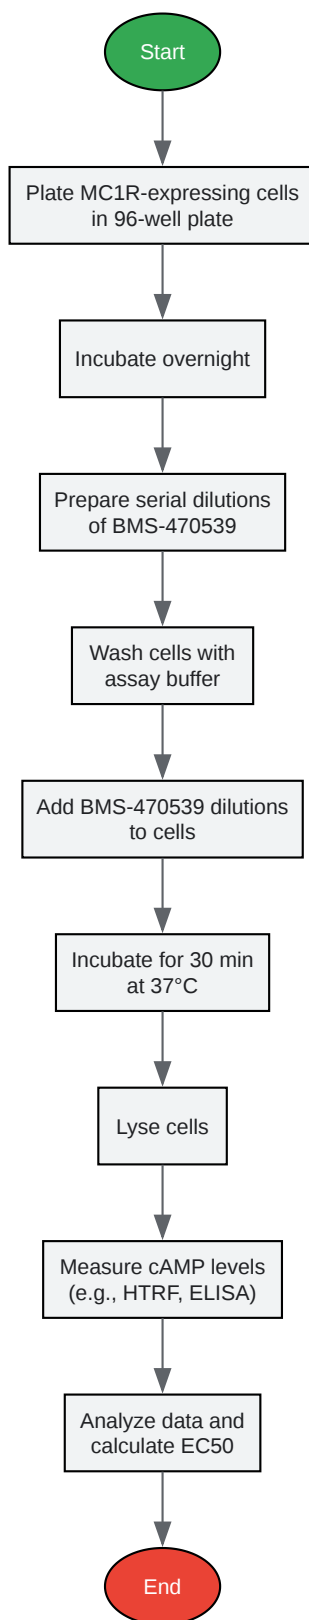 Start
Plate MC1R-expressing cells
in 96-well plate
Incubate overnight
Prepare serial dilutions
of BMS-470539
Wash cells with
assay buffer
Add BMS-470539 dilutions
to cells
Incubate for 30 min
at 37°C
Lyse cells
Measure cAMP levels
(e.g., HTRF, ELISA)
Analyze data and
calculate EC50
End